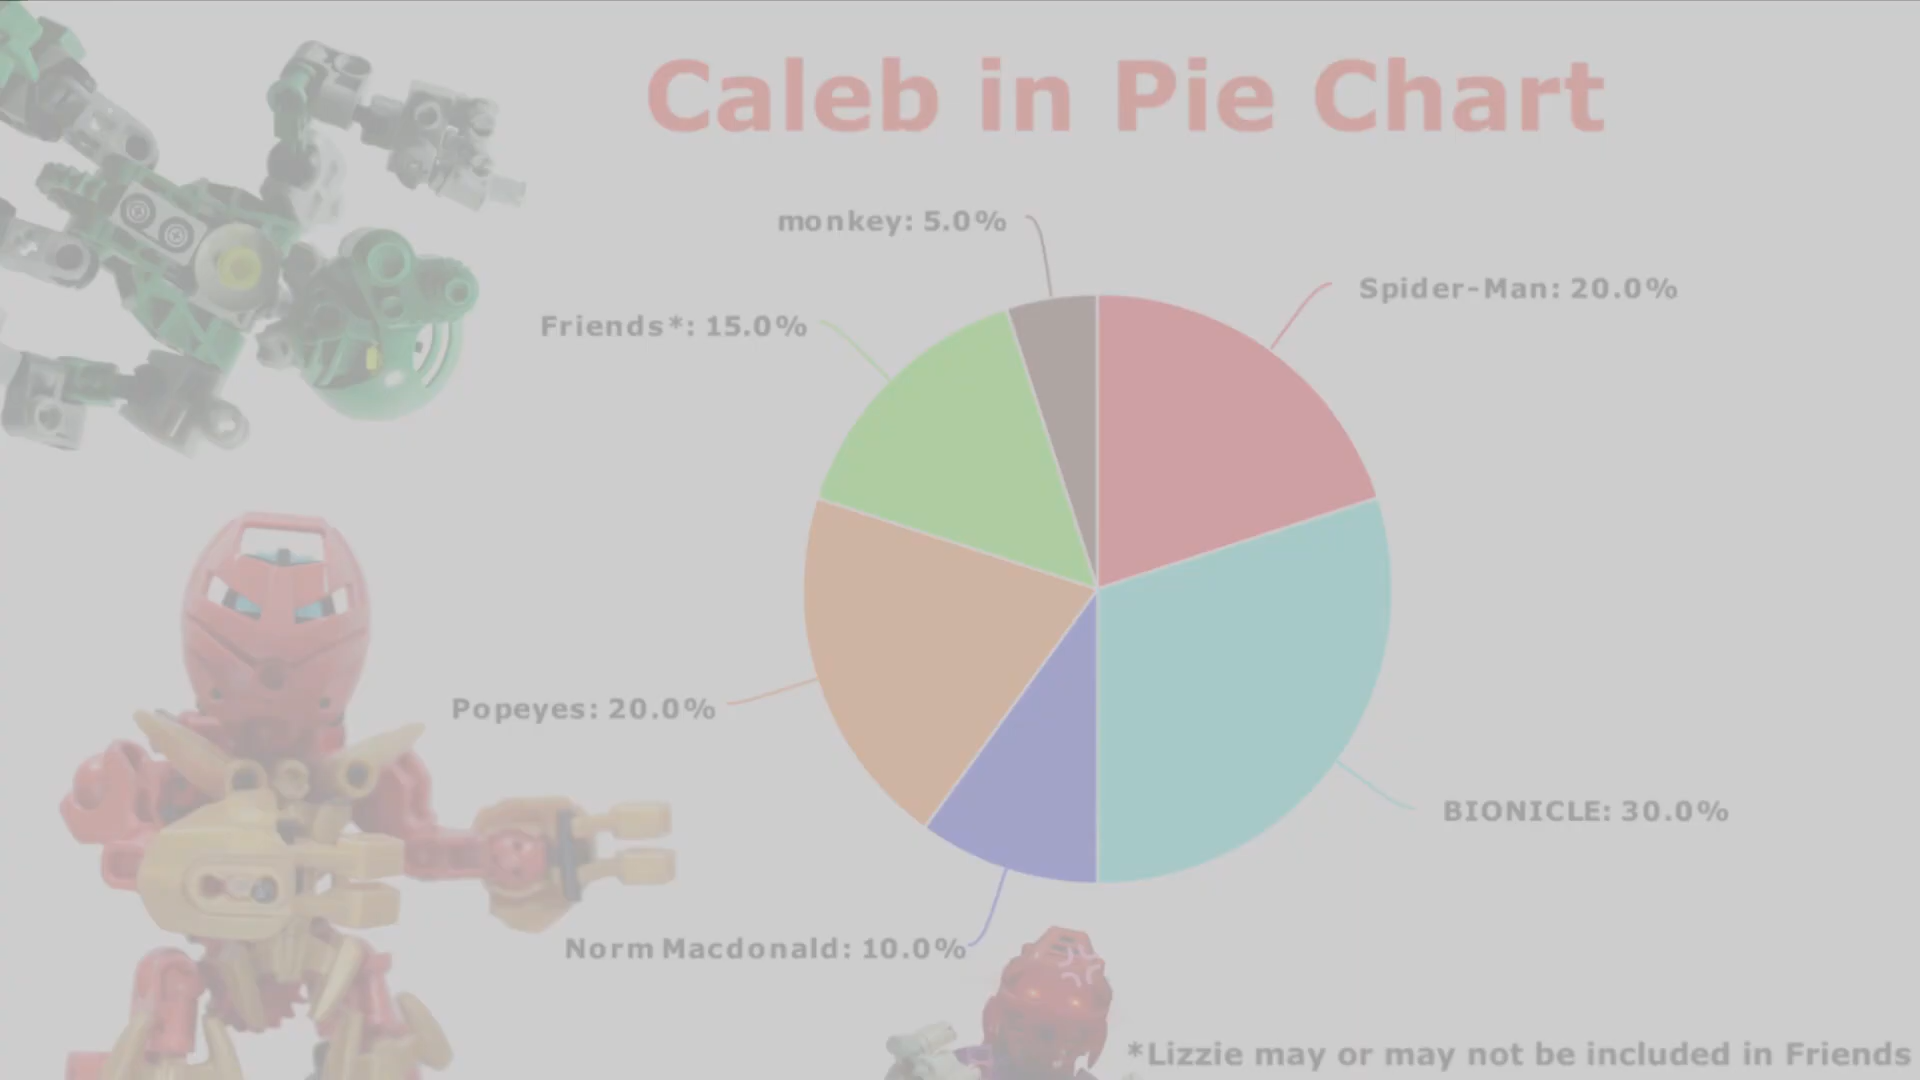 Caleb in Pie Chart
monkey: 5.0%
Spider-Man: 20.0%
Friends*: 15.0%
Popeyes: 20.0%
BIONICLE: 30.0%
Norm Macdonald: 10.0%
*Lizzie may or may not be included in Friends